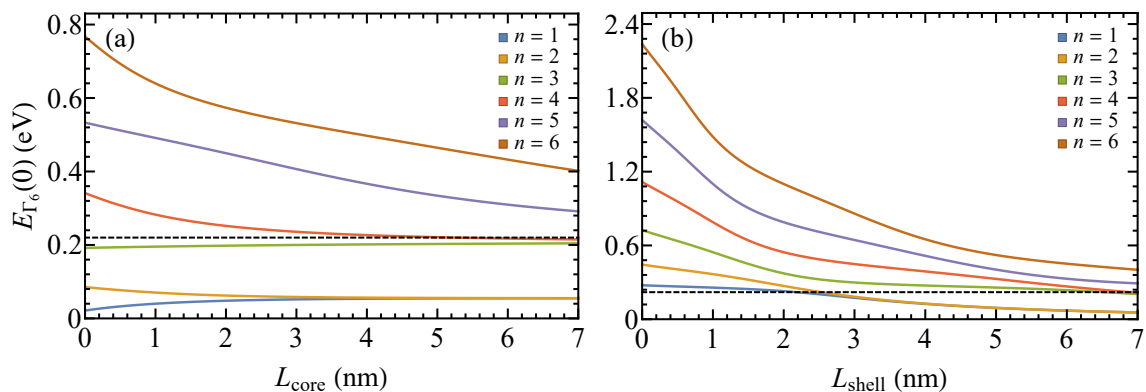 (a)
n = 1
n = 2
n = 3
n = 4
n = 5
n = 6
0.8
0.6
0.4
0.2
0
E_Γ₆(0) (eV)
0 1 2 3 4 5 6 7
L_core (nm)
(b)
n = 1
n = 2
n = 3
n = 4
n = 5
n = 6
2.4
1.8
1.2
0.6
0
0 1 2 3 4 5 6 7
L_shell (nm)